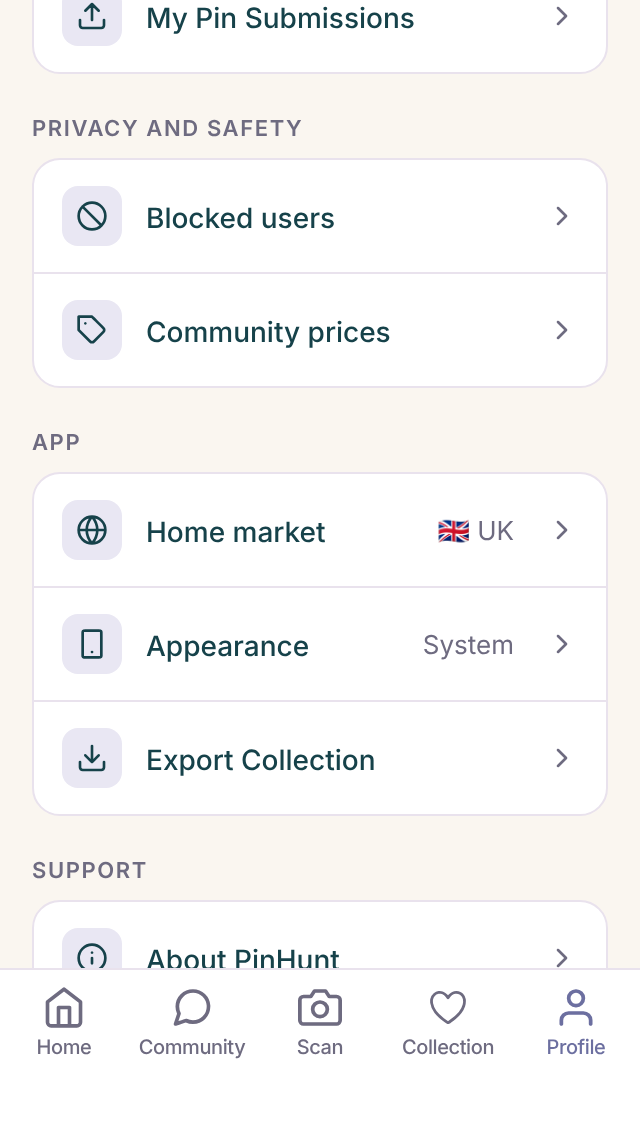 My Pin Submissions
PRIVACY AND SAFETY
Blocked users
Community prices
APP
Home market 🇬🇧 UK
Appearance System
Export Collection
SUPPORT
About PinHunt
Home Community Scan Collection Profile